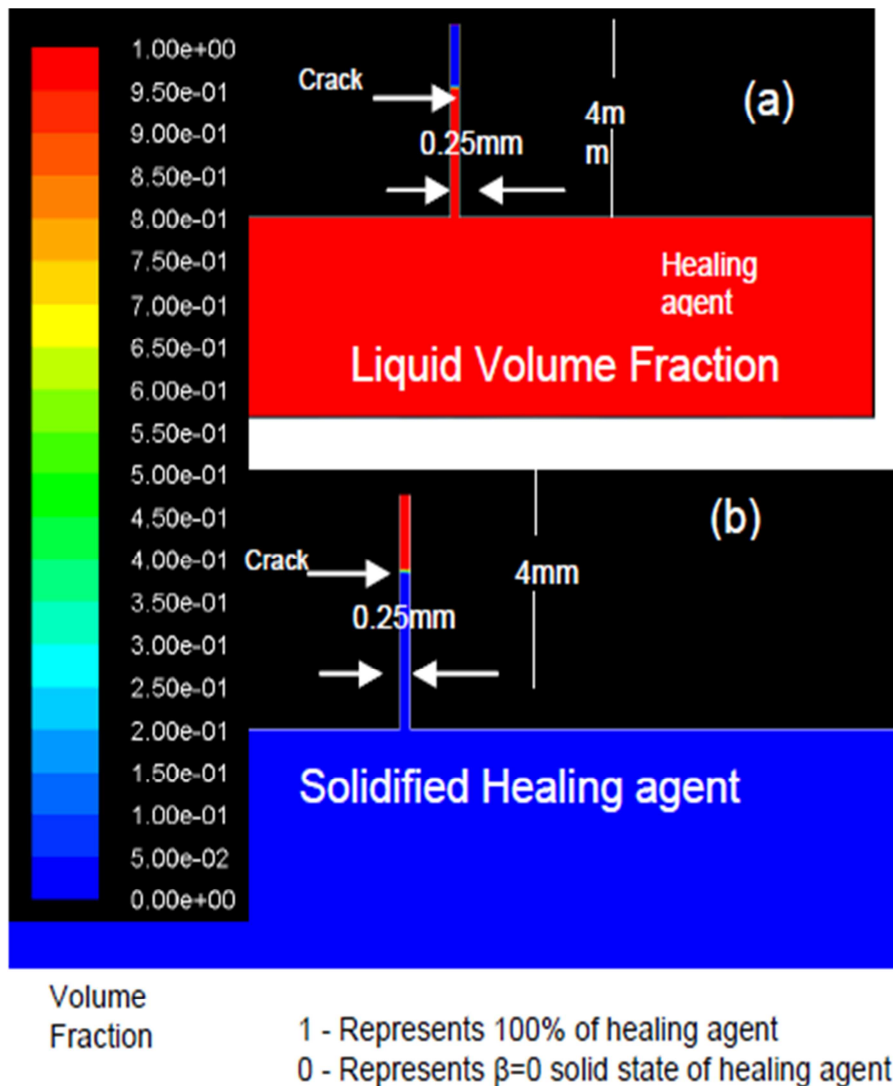 1.00e+00
9.50e-01
9.00e-01
8.50e-01
8.00e-01
7.50e-01
7.00e-01
6.50e-01
6.00e-01
5.50e-01
5.00e-01
4.50e-01
4.00e-01
3.50e-01
3.00e-01
2.50e-01
2.00e-01
1.50e-01
1.00e-01
5.00e-02
0.00e+00
Crack
(a)
4m
m
0.25mm
Healing
agent
Liquid Volume Fraction
(b)
Crack
4mm
0.25mm
Solidified Healing agent
Volume
Fraction
1 - Represents 100% of healing agent
0 - Represents β=0 solid state of healing agent